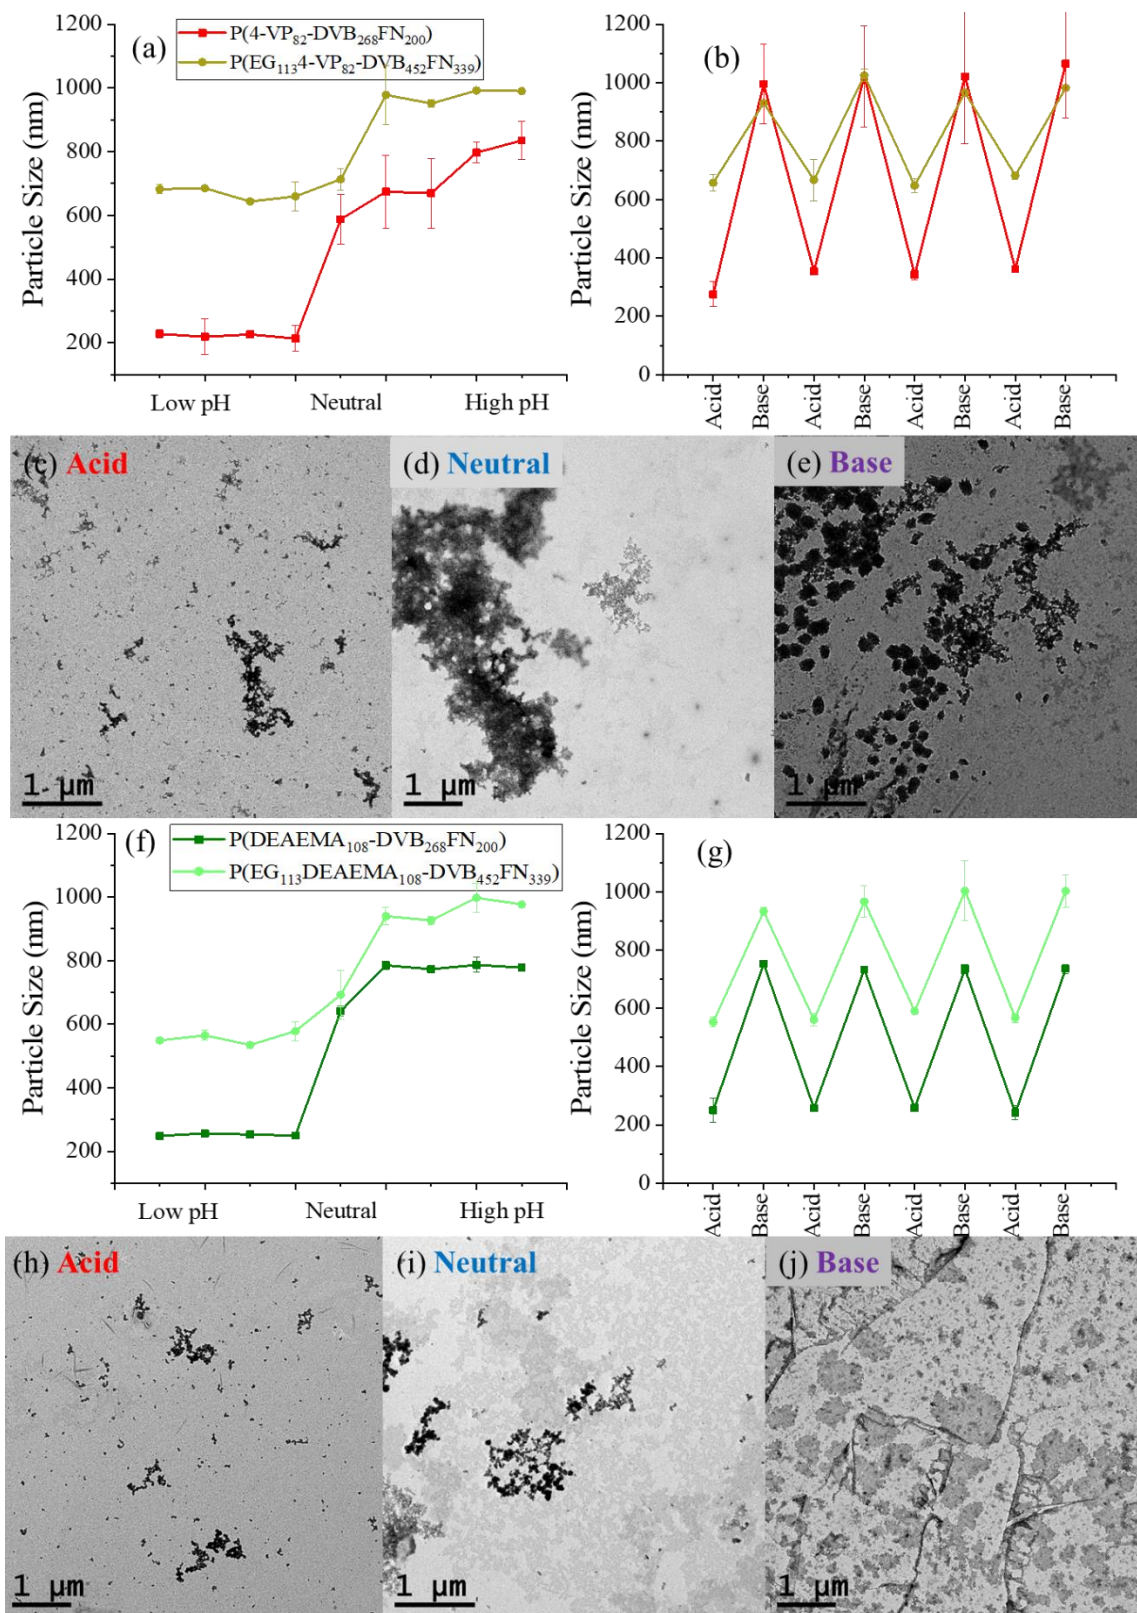 (a)
P(4-VP₈₂-DVB₂₆₈FN₂₀₀)
P(EG₁₁₃4-VP₈₂-DVB₄₅₂FN₃₃₉)
Particle Size (nm)
1200
1000
800
600
400
200
Low pH Neutral High pH
(b)
Particle Size (nm)
1200
1000
800
600
400
200
0
Acid Base Acid Base Acid Base Acid Base
(c) Acid
1 μm
(d) Neutral
1 μm
(e) Base
1 μm
(f)
P(DEAEMA₁₀₈-DVB₂₆₈FN₂₀₀)
P(EG₁₁₃DEAEMA₁₀₈-DVB₄₅₂FN₃₃₉)
Particle Size (nm)
1200
1000
800
600
400
200
Low pH Neutral High pH
(g)
Particle Size (nm)
1200
1000
800
600
400
200
0
Acid Base Acid Base Acid Base Acid Base
(h) Acid
1 μm
(i) Neutral
1 μm
(j) Base
1 μm